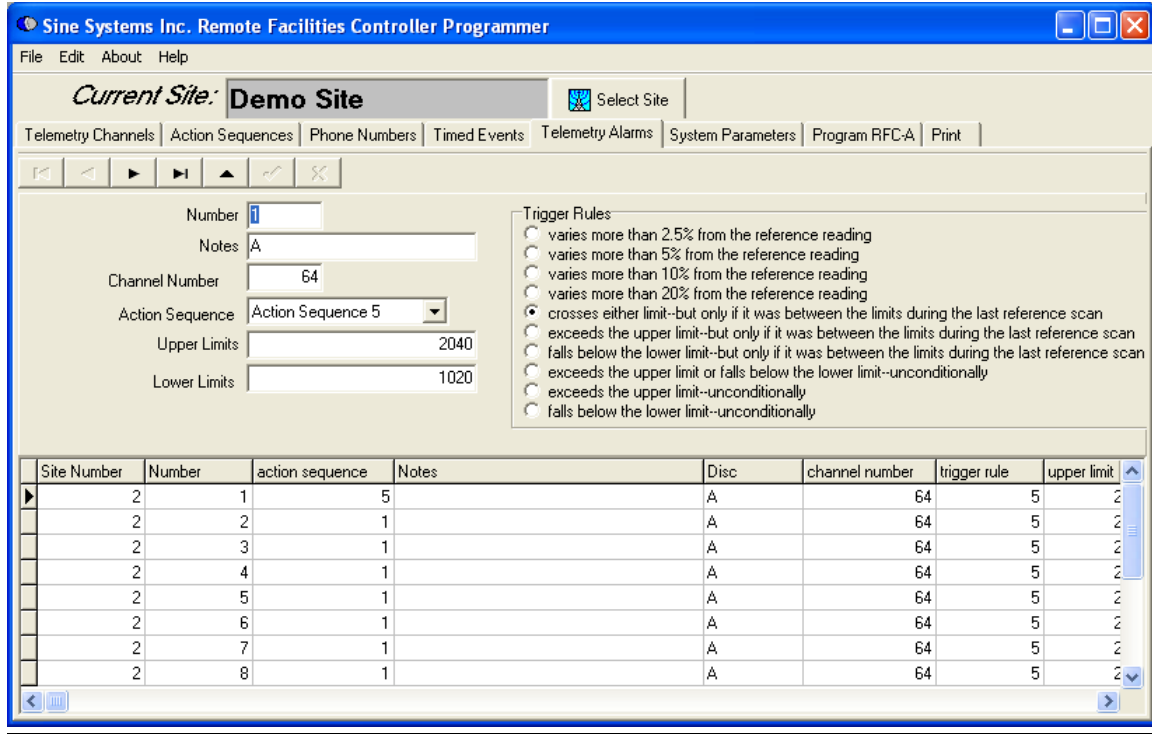 Sine Systems Inc. Remote Facilities Controller Programmer
File Edit About Help
Current Site: Demo Site Select Site
Telemetry Channels Action Sequences Phone Numbers Timed Events Telemetry Alarms System Parameters Program RFC-A Print
Number 1
Notes A
Channel Number 64
Action Sequence Action Sequence 5
Upper Limits 2040
Lower Limits 1020
Trigger Rules
varies more than 2.5% from the reference reading
varies more than 5% from the reference reading
varies more than 10% from the reference reading
varies more than 20% from the reference reading
crosses either limit--but only if it was between the limits during the last reference scan
exceeds the upper limit--but only if it was between the limits during the last reference scan
falls below the lower limit--but only if it was between the limits during the last reference scan
exceeds the upper limit or falls below the lower limit--unconditionally
exceeds the upper limit--unconditionally
falls below the lower limit--unconditionally
Site Number Number action sequence Notes Disc channel number trigger rule upper limit
2 1 5 A 64 5 2
2 2 1 A 64 5 2
2 3 1 A 64 5 2
2 4 1 A 64 5 2
2 5 1 A 64 5 2
2 6 1 A 64 5 2
2 7 1 A 64 5 2
2 8 1 A 64 5 2